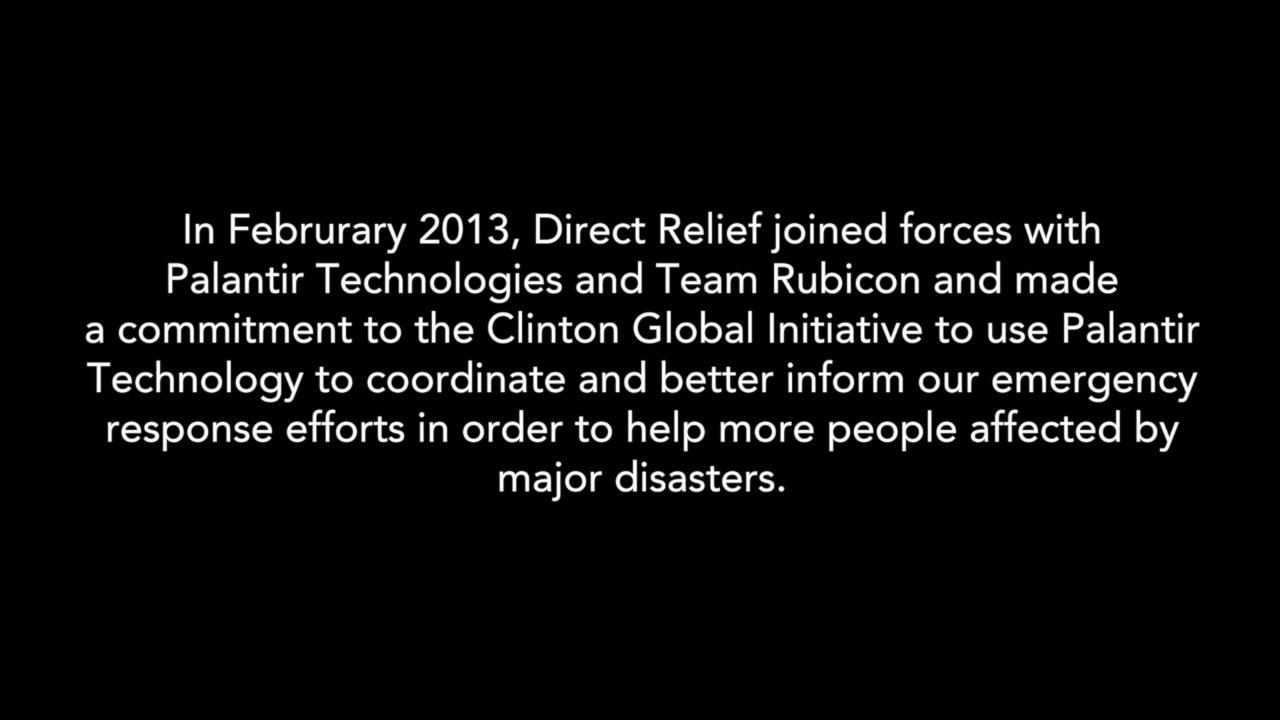 In Februrary 2013, Direct Relief joined forces with
Palantir Technologies and Team Rubicon and made
a commitment to the Clinton Global Initiative to use Palantir
Technology to coordinate and better inform our emergency
response efforts in order to help more people affected by
major disasters.